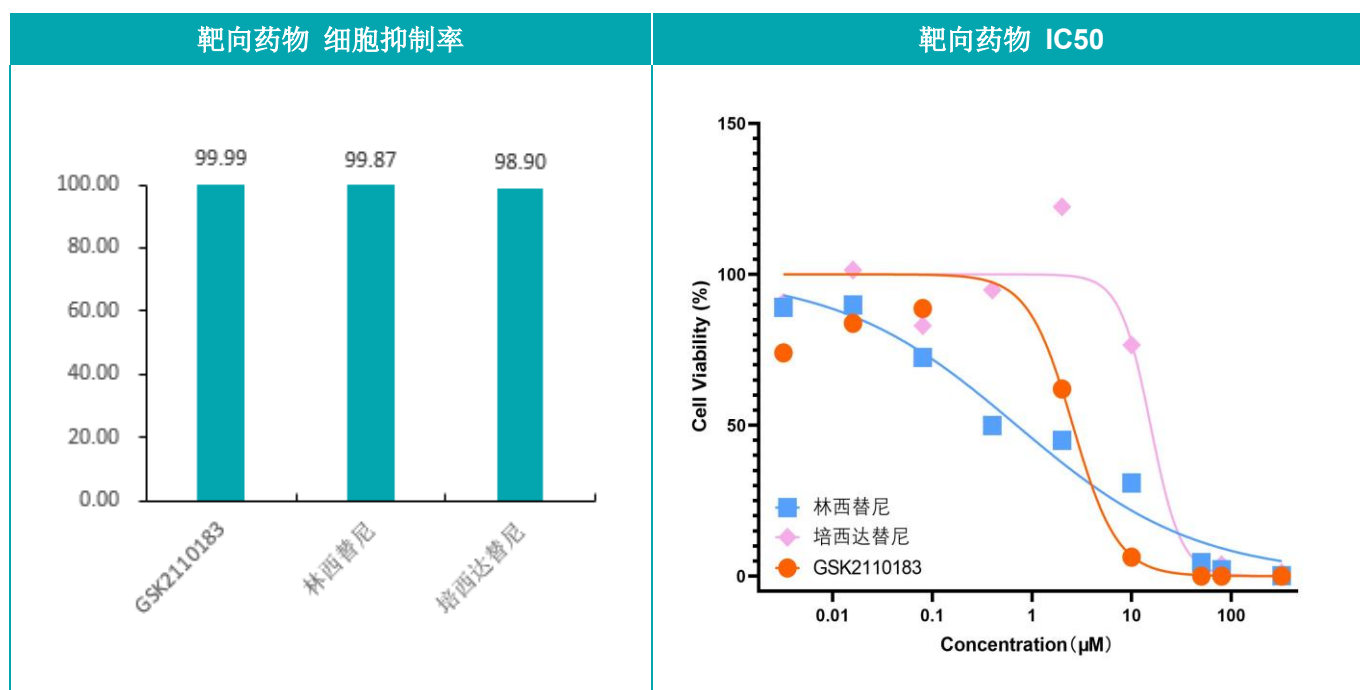 靶向药物 细胞抑制率
靶向药物 IC50
99.99
99.87
98.90
100.00
80.00
60.00
40.00
20.00
0.00
GSK2110183
林西替尼
培西达替尼
150
100
50
0
Cell Viability (%)
林西替尼
培西达替尼
GSK2110183
0.01
0.1
1
10
100
Concentration（μM）